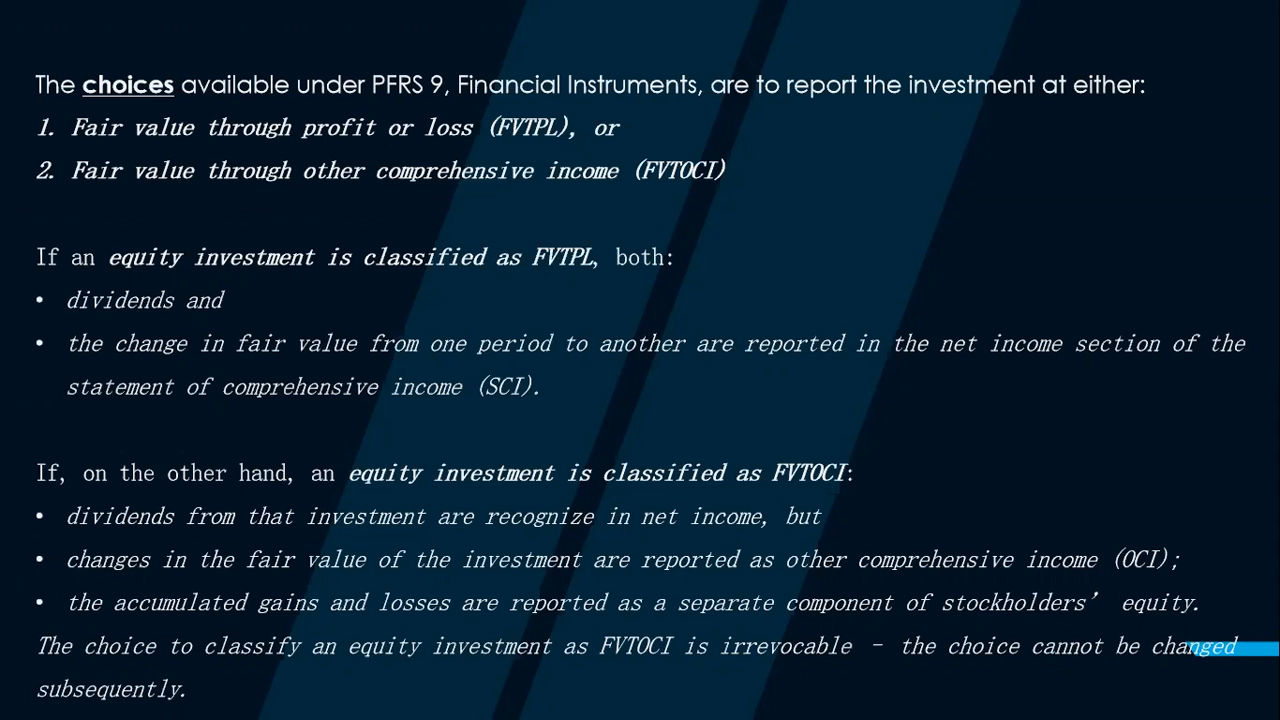 The choices available under PFRS 9, Financial Instruments, are to report the investment at either:
1. Fair value through profit or loss (FVTPL), or
2. Fair value through other comprehensive income (FVTOCI)
If an equity investment is classified as FVTPL, both:
• dividends and
• the change in fair value from one period to another are reported in the net income section of the
statement of comprehensive income (SCI).
If, on the other hand, an equity investment is classified as FVTOCI:
• dividends from that investment are recognize in net income, but
• changes in the fair value of the investment are reported as other comprehensive income (OCI);
• the accumulated gains and losses are reported as a separate component of stockholders’ equity.
The choice to classify an equity investment as FVTOCI is irrevocable – the choice cannot be changed
subsequently.